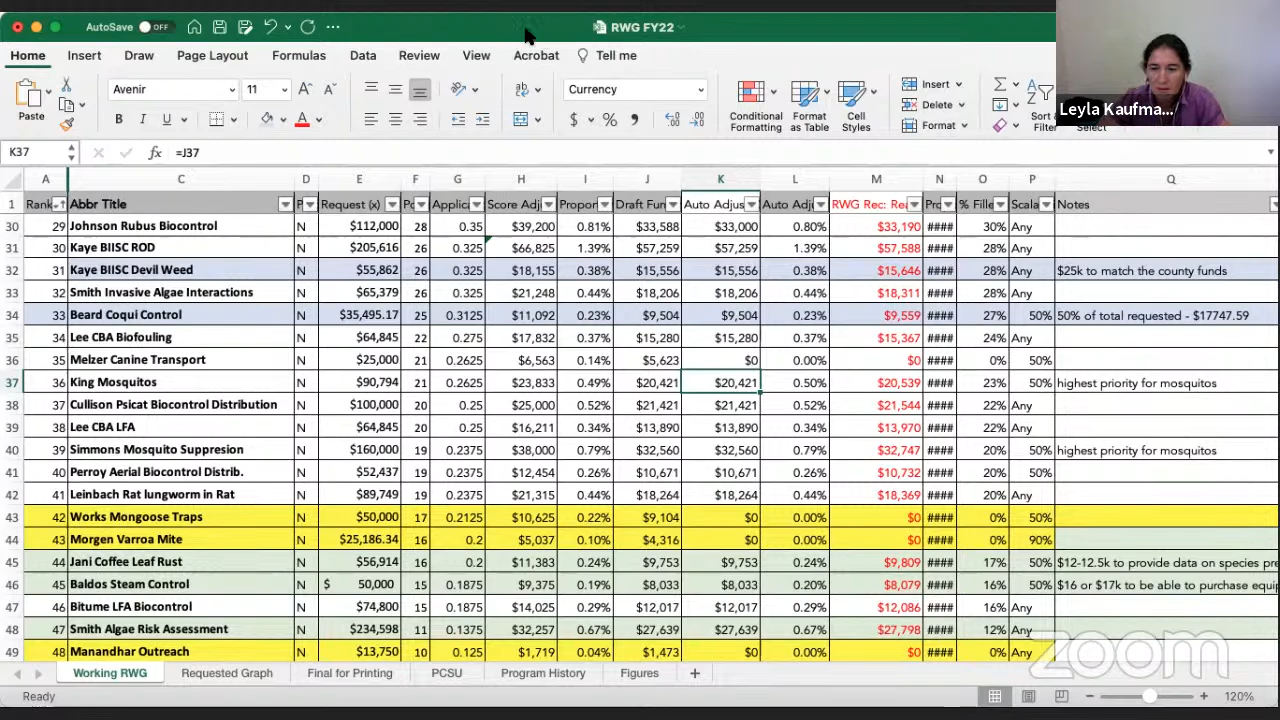 AutoSave OFF RWG FY22
Home Insert Draw Page Layout Formulas Data Review View Acrobat Tell me
Leyla Kaufma...
Paste Avenir 11 Currency Conditional Formatting Format as Table Cell Styles Insert Delete Format Sort & Filter Select
K37 fx =J37
A C D E F G H I J K L M N O P Q
1 Rank Abbr Title P Request (x) Po Applica Score Adj Propor Draft Fun Auto Adjus Auto Adj RWG Rec: Re Pro % Fille Scala Notes
30 29 Johnson Rubus Biocontrol N $112,000 28 0.35 $39,200 0.81% $33,588 $33,000 0.80% $33,190 #### 30% Any
31 30 Kaye BIISC ROD N $205,616 26 0.325 $66,825 1.39% $57,259 $57,259 1.39% $57,588 #### 28% Any
32 31 Kaye BIISC Devil Weed N $55,862 26 0.325 $18,155 0.38% $15,556 $15,556 0.38% $15,646 #### 28% Any $25k to match the county funds
33 32 Smith Invasive Algae Interactions N $65,379 26 0.325 $21,248 0.44% $18,206 $18,206 0.44% $18,311 #### 28% Any
34 33 Beard Coqui Control N $35,495.17 25 0.3125 $11,092 0.23% $9,504 $9,504 0.23% $9,559 #### 27% 50% 50% of total requested - $17747.59
35 34 Lee CBA Biofouling N $64,845 22 0.275 $17,832 0.37% $15,280 $15,280 0.37% $15,367 #### 24% Any
36 35 Melzer Canine Transport N $25,000 21 0.2625 $6,563 0.14% $5,623 $0 0.00% $0 #### 0% 50%
37 36 King Mosquitos N $90,794 21 0.2625 $23,833 0.49% $20,421 $20,421 0.50% $20,539 #### 23% 50% highest priority for mosquitos
38 37 Cullison Psicat Biocontrol Distribution N $100,000 20 0.25 $25,000 0.52% $21,421 $21,421 0.52% $21,544 #### 22% Any
39 38 Lee CBA LFA N $64,845 20 0.25 $16,211 0.34% $13,890 $13,890 0.34% $13,970 #### 22% Any
40 39 Simmons Mosquito Suppresion N $160,000 19 0.2375 $38,000 0.79% $32,560 $32,560 0.79% $32,747 #### 20% 50% highest priority for mosquitos
41 40 Perroy Aerial Biocontrol Distrib. N $52,437 19 0.2375 $12,454 0.26% $10,671 $10,671 0.26% $10,732 #### 20% 50%
42 41 Leinbach Rat lungworm in Rat N $89,749 19 0.2375 $21,315 0.44% $18,264 $18,264 0.44% $18,369 #### 20% Any
43 42 Works Mongoose Traps N $50,000 17 0.2125 $10,625 0.22% $9,104 $0 0.00% $0 #### 0% 50%
44 43 Morgen Varroa Mite N $25,186.34 16 0.2 $5,037 0.10% $4,316 $0 0.00% $0 #### 0% 90%
45 44 Jani Coffee Leaf Rust N $56,914 16 0.2 $11,383 0.24% $9,753 $9,753 0.24% $9,809 #### 17% 50% $12-12.5k to provide data on species pre
46 45 Baldos Steam Control N $ 50,000 15 0.1875 $9,375 0.19% $8,033 $8,033 0.20% $8,079 #### 16% 50% $16 or $17k to be able to purchase equip
47 46 Bitume LFA Biocontrol N $74,800 15 0.1875 $14,025 0.29% $12,017 $12,017 0.29% $12,086 #### 16% Any
48 47 Smith Algae Risk Assessment N $234,598 11 0.1375 $32,257 0.67% $27,639 $27,639 0.67% $27,798 #### 12% Any
49 48 Manandhar Outreach N $13,750 10 0.125 $1,719 0.04% $1,473 $0 0.00% $0 #### 0% Any
zoom
Working RWG Requested Graph Final for Printing PCSU Program History Figures +
Ready 120%